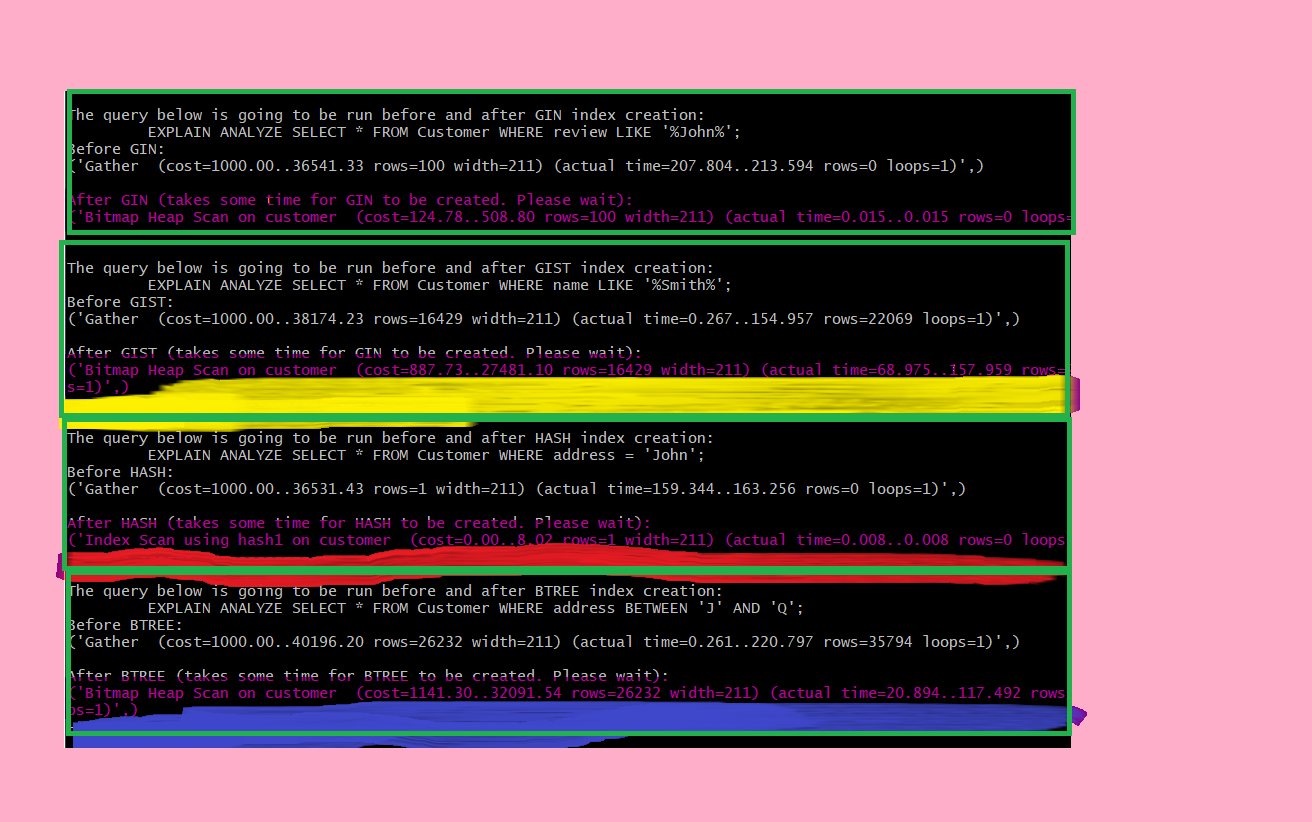 The query below is going to be run before and after GIN index creation:
EXPLAIN ANALYZE SELECT * FROM Customer WHERE review LIKE '%John%';
Before GIN:
('Gather  (cost=1000.00..36541.33 rows=100 width=211) (actual time=207.804..213.594 rows=0 loops=1)',)
After GIN (takes some time for GIN to be created. Please wait):
('Bitmap Heap Scan on customer  (cost=124.78..508.80 rows=100 width=211) (actual time=0.015..0.015 rows=0 loops=
The query below is going to be run before and after GIST index creation:
EXPLAIN ANALYZE SELECT * FROM Customer WHERE name LIKE '%Smith%';
Before GIST:
('Gather  (cost=1000.00..38174.23 rows=16429 width=211) (actual time=0.267..154.957 rows=22069 loops=1)',)
After GIST (takes some time for GIN to be created. Please wait):
('Bitmap Heap Scan on customer  (cost=887.73..27481.10 rows=16429 width=211) (actual time=68.975..157.959 rows=
s=1)',)
The query below is going to be run before and after HASH index creation:
EXPLAIN ANALYZE SELECT * FROM Customer WHERE address = 'John';
Before HASH:
('Gather  (cost=1000.00..36531.43 rows=1 width=211) (actual time=159.344..163.256 rows=0 loops=1)',)
After HASH (takes some time for HASH to be created. Please wait):
('Index Scan using hash1 on customer  (cost=0.00..8.02 rows=1 width=211) (actual time=0.008..0.008 rows=0 loops
The query below is going to be run before and after BTREE index creation:
EXPLAIN ANALYZE SELECT * FROM Customer WHERE address BETWEEN 'J' AND 'Q';
Before BTREE:
('Gather  (cost=1000.00..40196.20 rows=26232 width=211) (actual time=0.261..220.797 rows=35794 loops=1)',)
After BTREE (takes some time for BTREE to be created. Please wait):
('Bitmap Heap Scan on customer  (cost=1141.30..32091.54 rows=26232 width=211) (actual time=20.894..117.492 rows
ps=1)',)